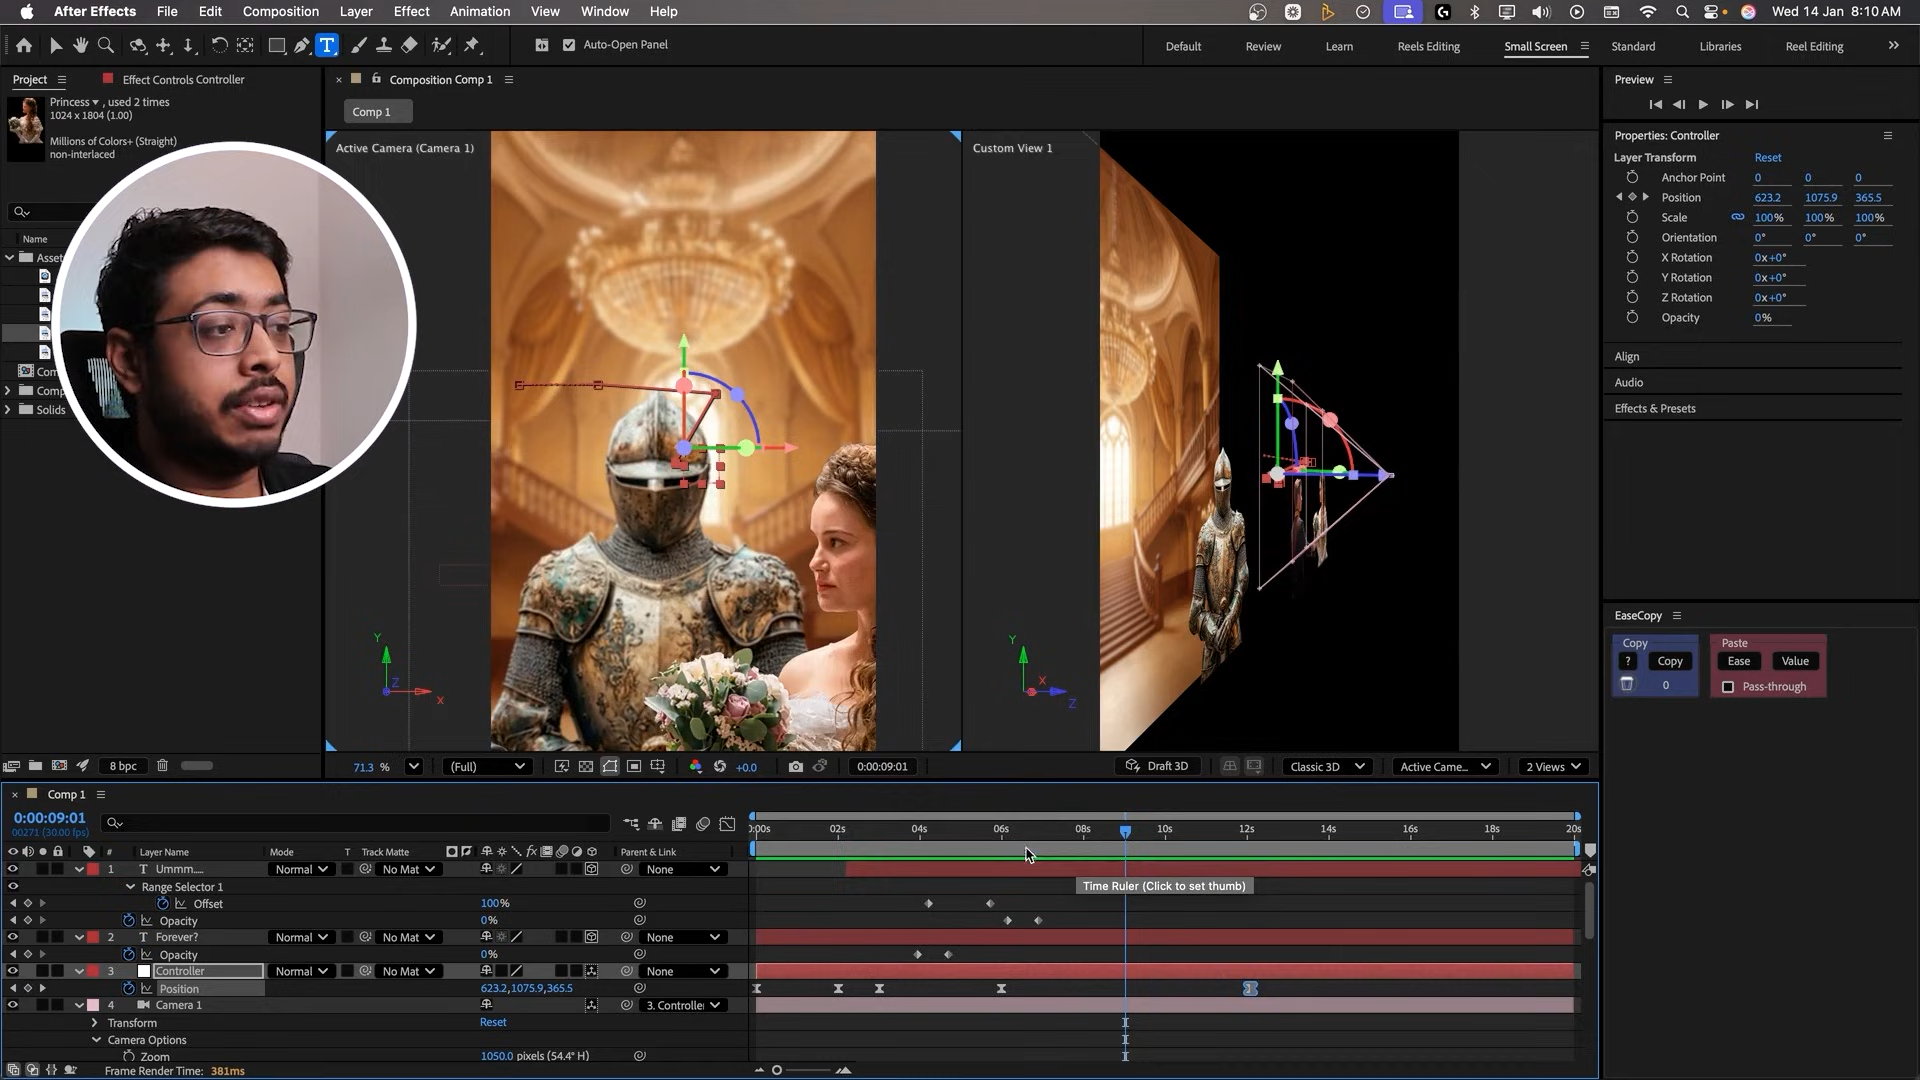 After Effects File Edit Composition Layer Effect Animation View Window Help Wed 14 Jan 8:10 AM
T Auto-Open Panel Default Review Learn Reels Editing Small Screen Standard Libraries Reel Editing
Project Effect Controls Controller Composition Comp 1 Preview
Princess , used 2 times
1024 x 1804 (1.00)
Comp 1
Millions of Colors+ (Straight)
non-interlaced
Active Camera (Camera 1) Custom View 1
Properties: Controller
Layer Transform Reset
Anchor Point 0 0 0
Position 623.2 1075.9 365.5
Scale 100% 100% 100%
Orientation 0° 0° 0°
X Rotation 0x+0°
Y Rotation 0x+0°
Z Rotation 0x+0°
Opacity 0%
Align
Audio
Effects & Presets
Name
Asset
Com
Comp
Solids
Y Z X
Y X Z
EaseCopy
Copy Paste
? Copy Ease Value
0 Pass-through
8 bpc 71.3 % (Full) +0.0 0:00:09:01 Draft 3D Classic 3D Active Came... 2 Views
Comp 1
0:00:09:01
00271 (30.00 fps)
0:00s 02s 04s 06s 08s 10s 12s 14s 16s 18s 20s
# Layer Name Mode T Track Matte fx Parent & Link
1 T Ummm.... Normal No Mat None
Range Selector 1 Time Ruler (Click to set thumb)
Offset 100%
Opacity 0%
2 T Forever? Normal No Mat None
Opacity 0%
3 Controller Normal No Mat None
Position 623.2,1075.9,365.5
4 Camera 1 3. Controlle
Transform Reset
Camera Options
Zoom 1050.0 pixels (54.4° H)
Frame Render Time: 381ms